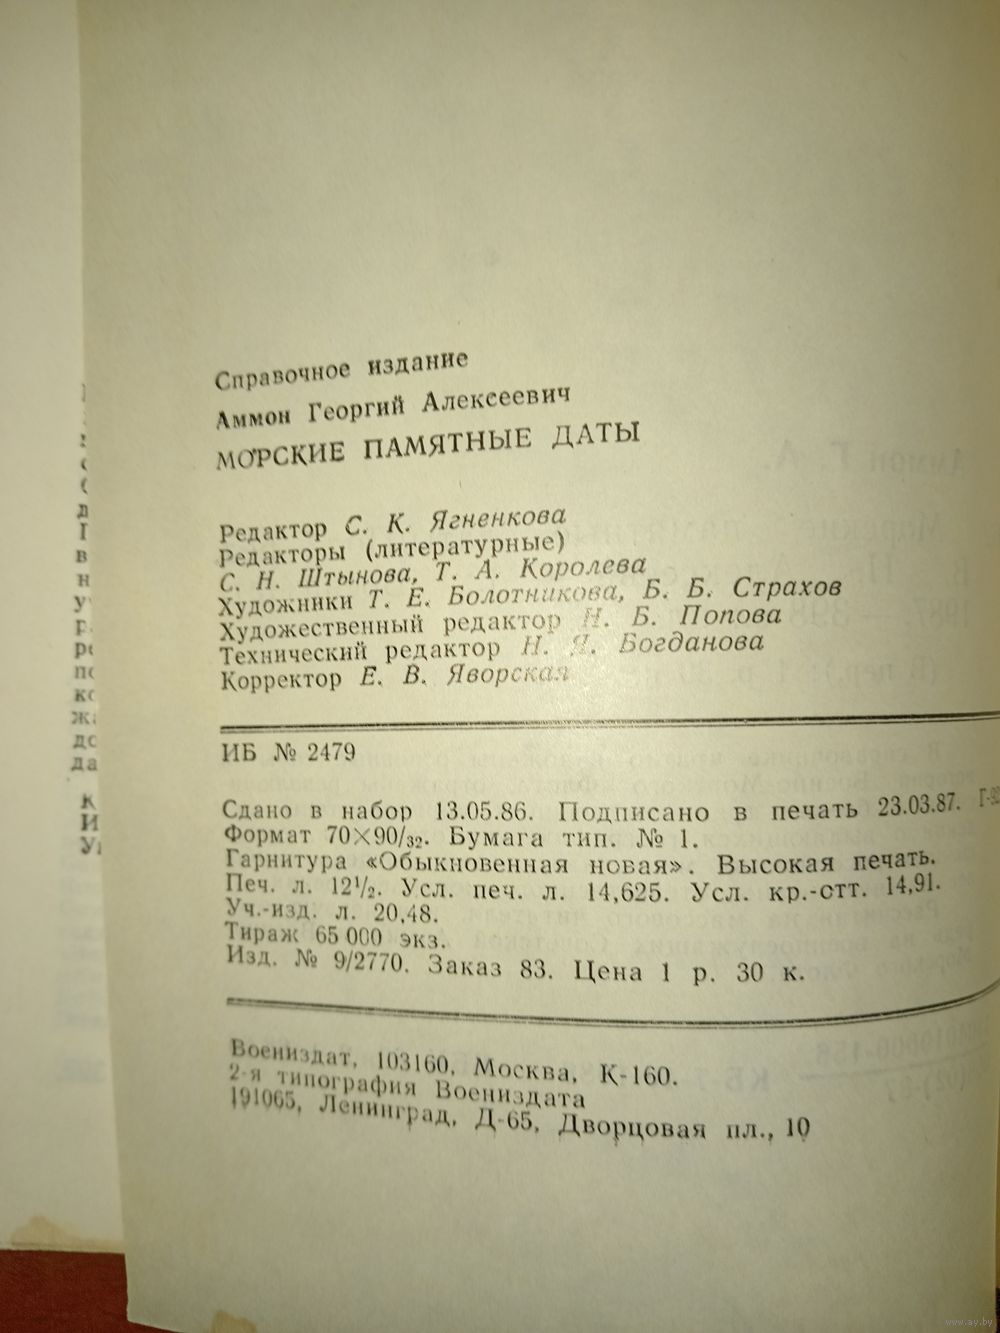 Справочное издание
Аммон Георгий Алексеевич
МОРСКИЕ ПАМЯТНЫЕ ДАТЫ
Редактор С. К. Ягненкова
Редакторы (литературные)
С. Н. Штынова, Т. А. Королева
Художники Т. Е. Болотникова, Б. Б. Страхов
Художественный редактор Н. Б. Попова
Технический редактор Н. Я. Богданова
Корректор Е. В. Яворская
ИБ № 2479
Сдано в набор 13.05.86. Подписано в печать 23.03.87.
Формат 70×90/32. Бумага тип. № 1.
Гарнитура «Обыкновенная новая». Высокая печать.
Печ. л. 12½. Усл. печ. л. 14,625. Усл. кр.-отт. 14,91.
Уч.-изд. л. 20,48.
Тираж 65 000 экз.
Изд. № 9/2770. Заказ 83. Цена 1 р. 30 к.
Воениздат, 103160, Москва, К-160.
2-я типография Воениздата
191065, Ленинград, Д-65, Дворцовая пл., 10
www.ay.by